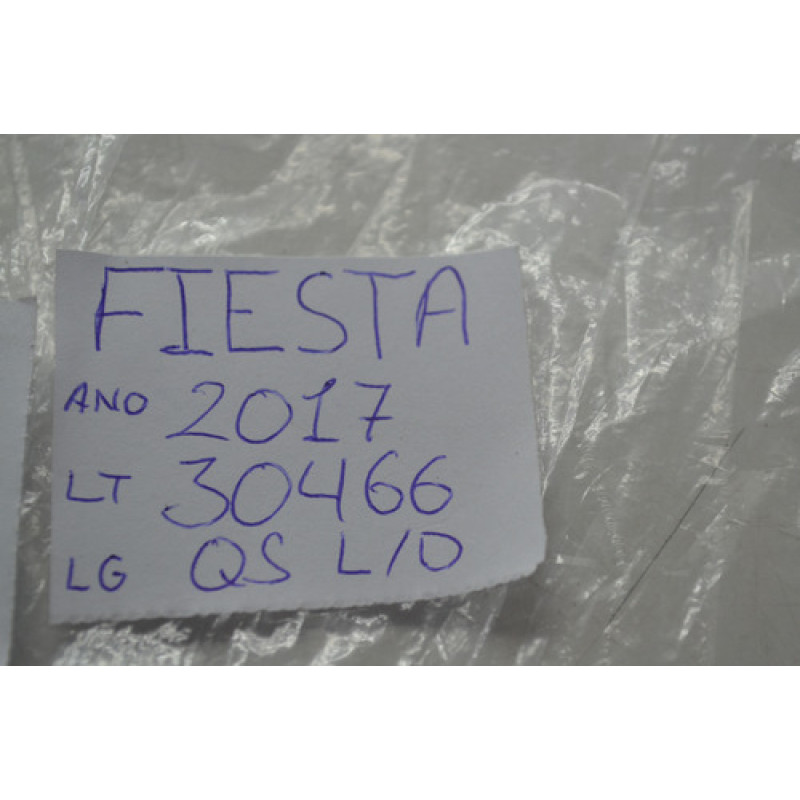 FIESTA
ANO 2017
LT 30466
LG QS L/D